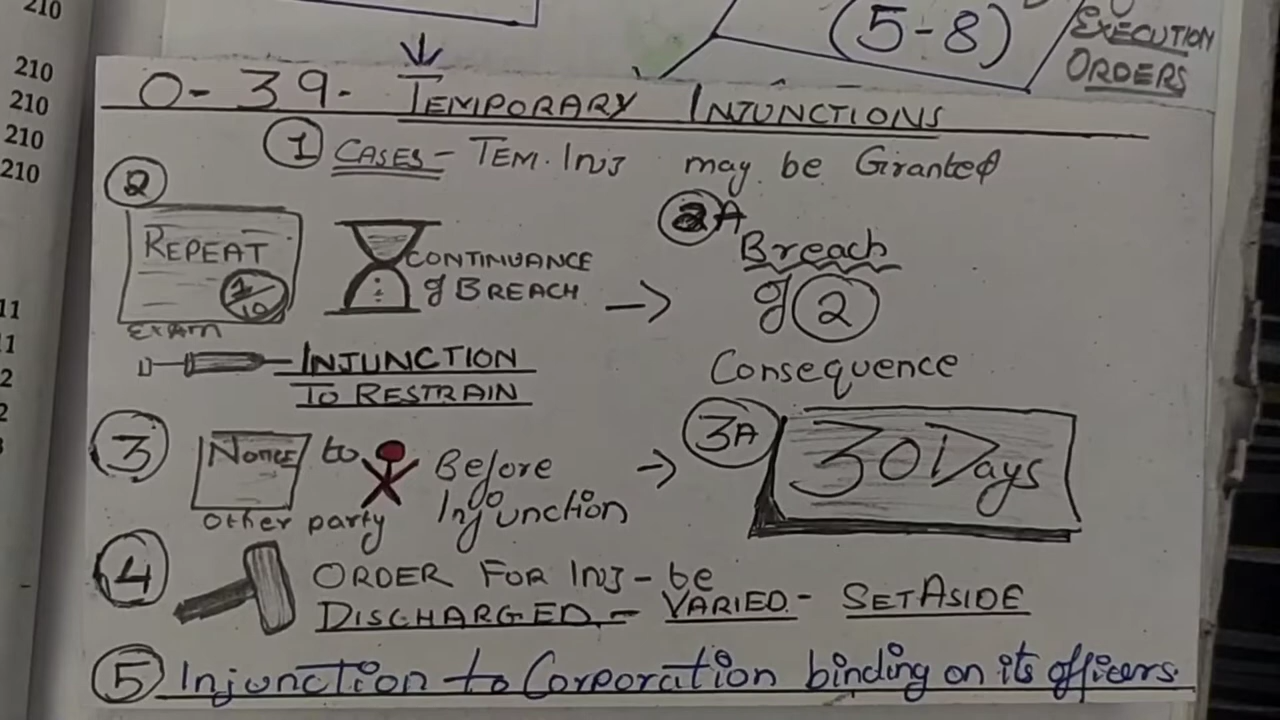 210
210
210
210
210
(5-8)
EXECUTION
ORDERS
O- 39- TEMPORARY INJUNCTIONS
1 CASES - TEM. INJ may be Granted
2
REPEAT
EXAM
CONTINUANCE
of BREACH
2A
Breach
of 2
INJUNCTION
TO RESTRAIN
Consequence
3
Notice to
other party
Before
Injunction
3A
30 Days
4
ORDER FOR INJ - be
DISCHARGED - VARIED - SET ASIDE
5 Injunction to Corporation binding on its officers